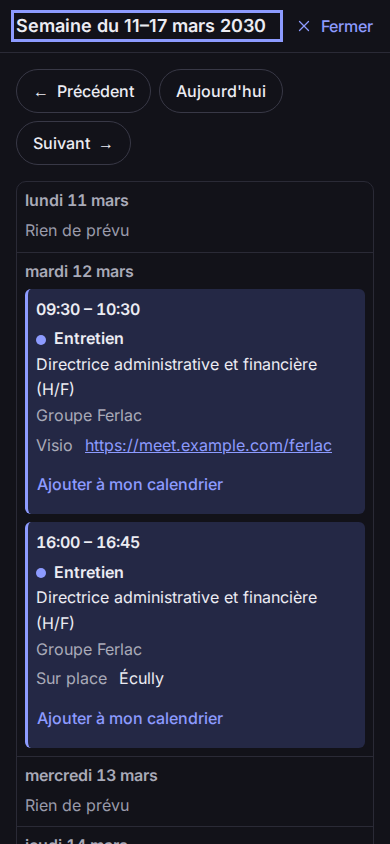 Semaine du 11–17 mars 2030
× Fermer
← Précédent
Aujourd'hui
Suivant →
lundi 11 mars
Rien de prévu
mardi 12 mars
09:30 – 10:30
Entretien
Directrice administrative et financière
(H/F)
Groupe Ferlac
Visio https://meet.example.com/ferlac
Ajouter à mon calendrier
16:00 – 16:45
Entretien
Directrice administrative et financière
(H/F)
Groupe Ferlac
Sur place Écully
Ajouter à mon calendrier
mercredi 13 mars
Rien de prévu
jeudi 14 mars